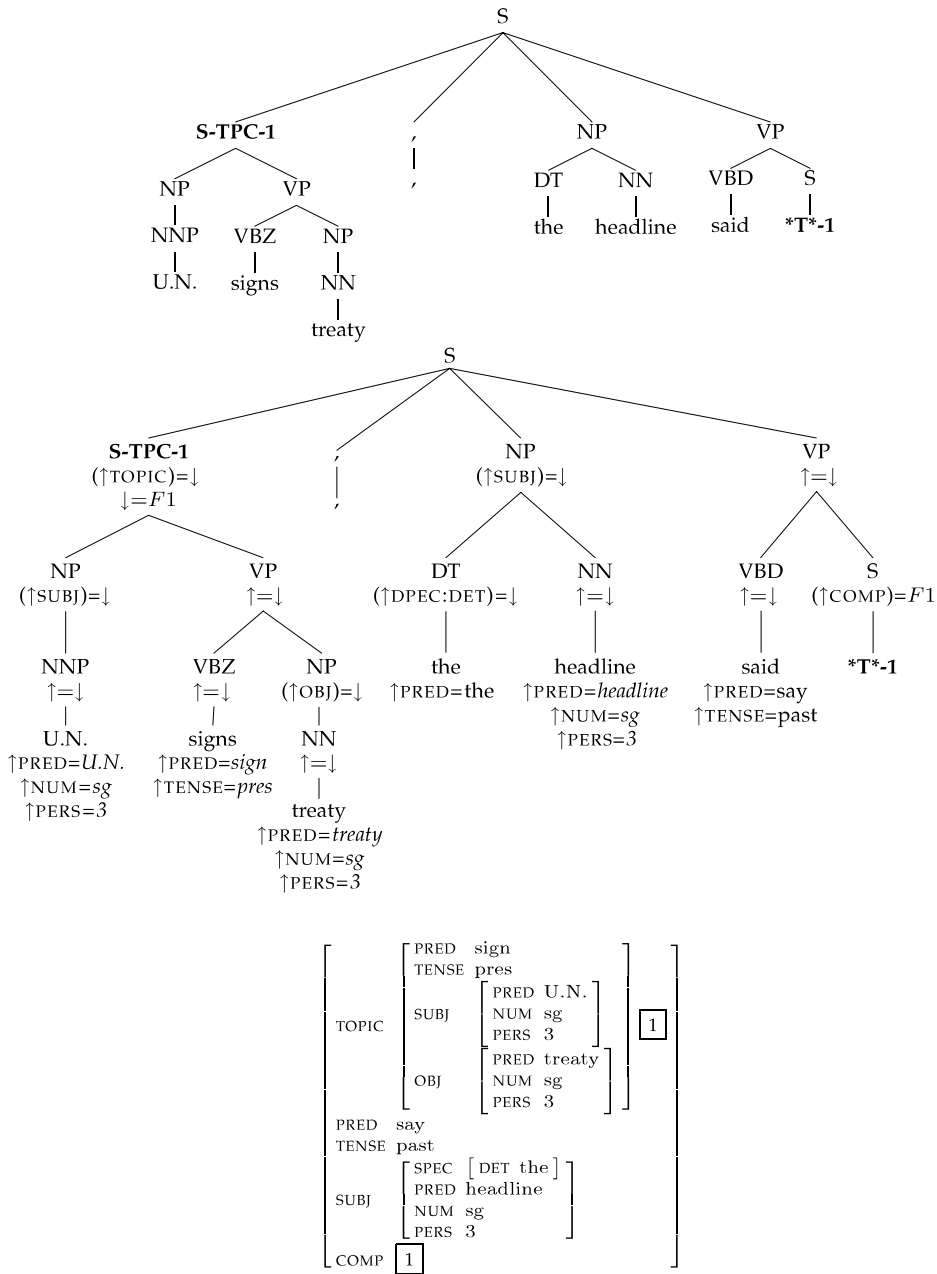 S
S-TPC-1 , NP VP
,
NP VP DT NN VBD S
NNP VBZ NP the headline said *T*-1
U.N. signs NN
treaty
S
S-TPC-1 , NP VP
(↑TOPIC)=↓ (↑SUBJ)=↓ ↑=↓
↓=F1 ,
NP VP DT NN VBD S
(↑SUBJ)=↓ ↑=↓ (↑DPEC:DET)=↓ ↑=↓ ↑=↓ (↑COMP)=F1
NNP VBZ NP the headline said *T*-1
↑=↓ ↑=↓ (↑OBJ)=↓ ↑PRED=the ↑PRED=headline ↑PRED=say
↑NUM=sg ↑TENSE=past
U.N. signs NN ↑PERS=3
↑PRED=U.N. ↑PRED=sign ↑=↓
↑NUM=sg ↑TENSE=pres
↑PERS=3 treaty
↑PRED=treaty
↑NUM=sg
↑PERS=3
PRED sign
TENSE pres
PRED U.N.
TOPIC SUBJ NUM sg 1
PERS 3
PRED treaty
OBJ NUM sg
PERS 3
PRED say
TENSE past
SPEC [DET the]
PRED headline
SUBJ NUM sg
PERS 3
COMP 1